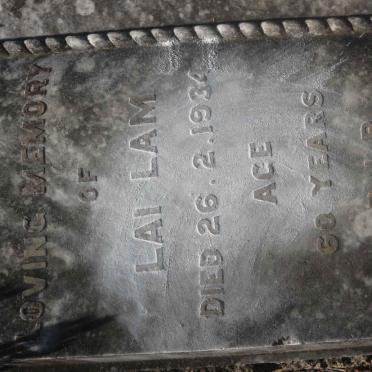 LOVING MEMORY
OF
LAI LAM
DIED 26.2.1934
AGE
60 YEARS